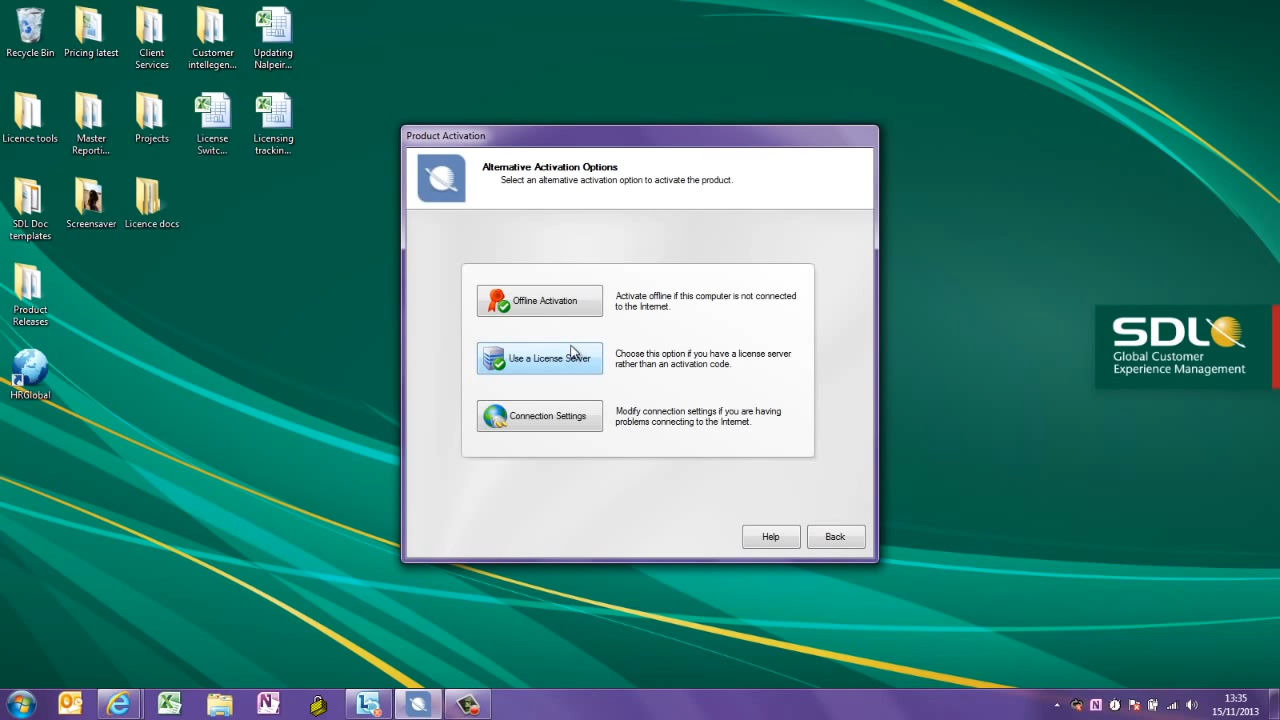 Recycle Bin
Pricing latest
Client
Services
Customer
intellegen...
Updating
Nalpeir...
Licence tools
Master
Reporti...
Projects
License
Switc...
Licensing
trackin...
SDL Doc
templates
Screensaver
Licence docs
Product
Releases
HRGlobal
Product Activation
Alternative Activation Options
Select an alternative activation option to activate the product.
Offline Activation
Activate offline if this computer is not connected
to the Internet.
Use a License Server
Choose this option if you have a license server
rather than an activation code.
Connection Settings
Modify connection settings if you are having
problems connecting to the Internet.
Help
Back
SDL
Global Customer
Experience Management
13:35
15/11/2013